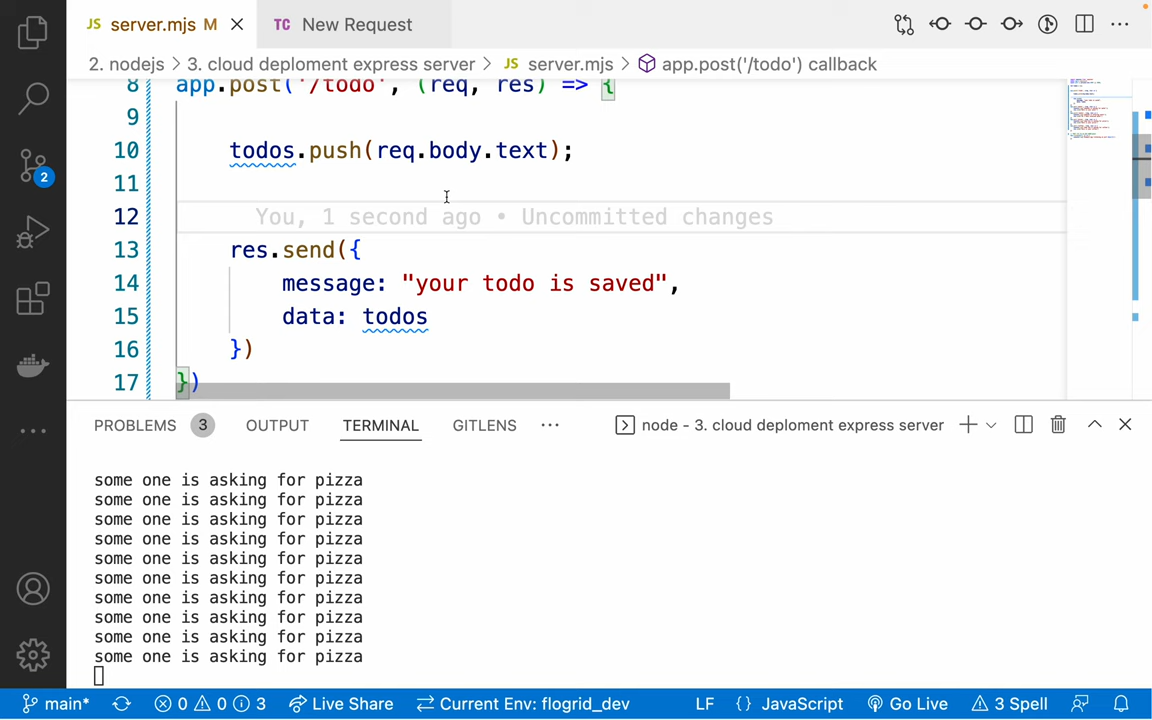 JS server.mjs M
TC New Request
2. nodejs > 3. cloud deploment express server > JS server.mjs > app.post('/todo') callback
8 app.post('/todo', (req, res) => {
9
10 todos.push(req.body.text);
11
12 You, 1 second ago • Uncommitted changes
13 res.send({
14 message: "your todo is saved",
15 data: todos
16 })
17 })
2
PROBLEMS 3 OUTPUT TERMINAL GITLENS ··· node - 3. cloud deploment express server
some one is asking for pizza
some one is asking for pizza
some one is asking for pizza
some one is asking for pizza
some one is asking for pizza
some one is asking for pizza
some one is asking for pizza
some one is asking for pizza
some one is asking for pizza
some one is asking for pizza
main* 0 0 3 Live Share Current Env: flogrid_dev LF {} JavaScript Go Live 3 Spell